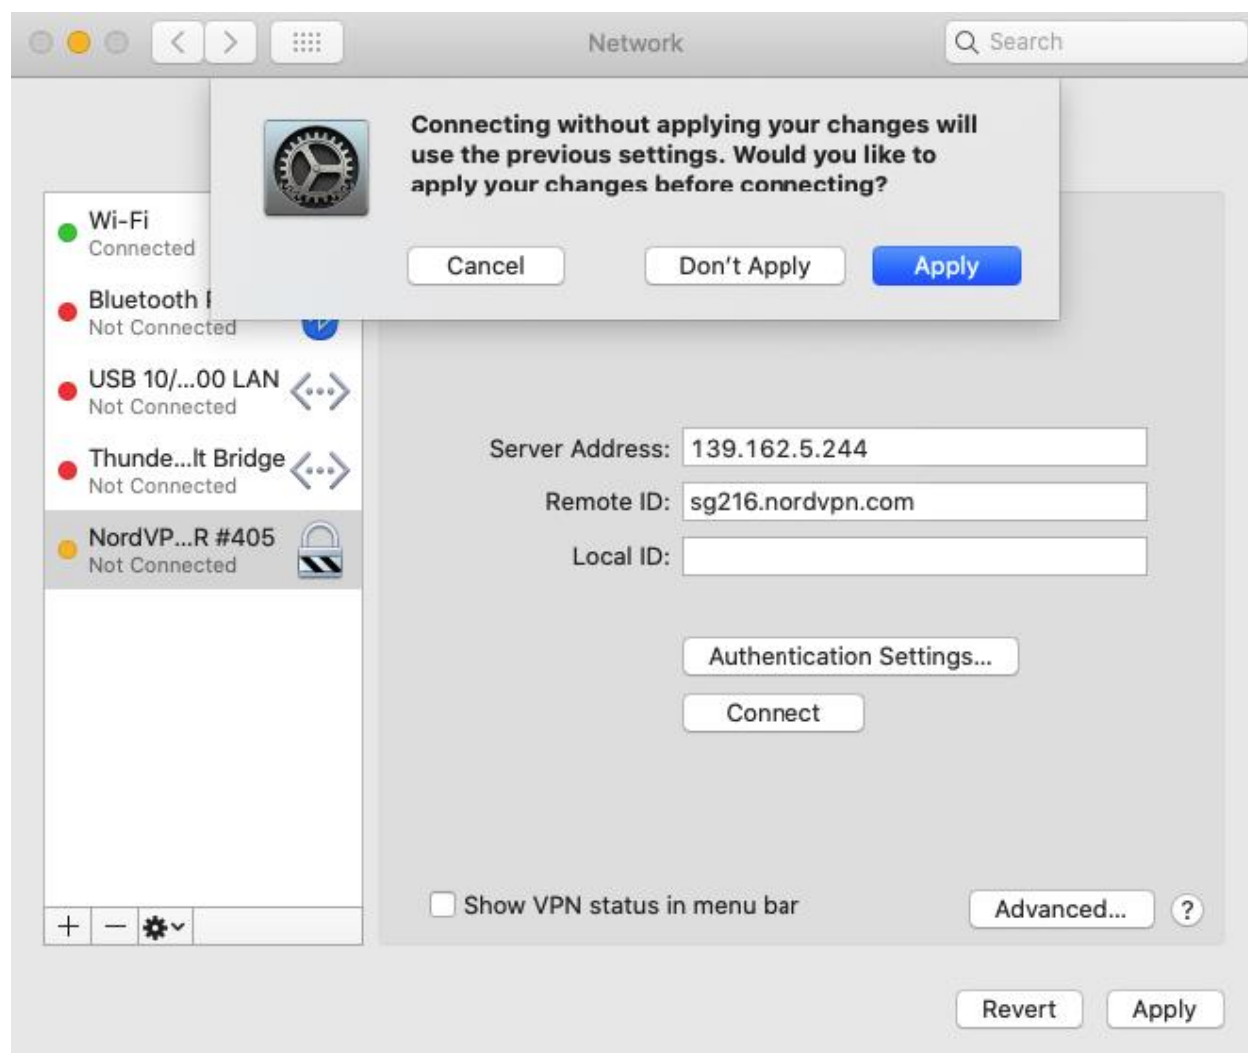 Network
Search
Connecting without applying your changes will
use the previous settings. Would you like to
apply your changes before connecting?
Cancel
Don't Apply
Apply
Wi-Fi
Connected
Bluetooth
Not Connected
USB 10/...00 LAN
Not Connected
Thunde...lt Bridge
Not Connected
NordVP...R #405
Not Connected
Server Address: 139.162.5.244
Remote ID: sg216.nordvpn.com
Local ID:
Authentication Settings...
Connect
Show VPN status in menu bar
Advanced... ?
Revert
Apply